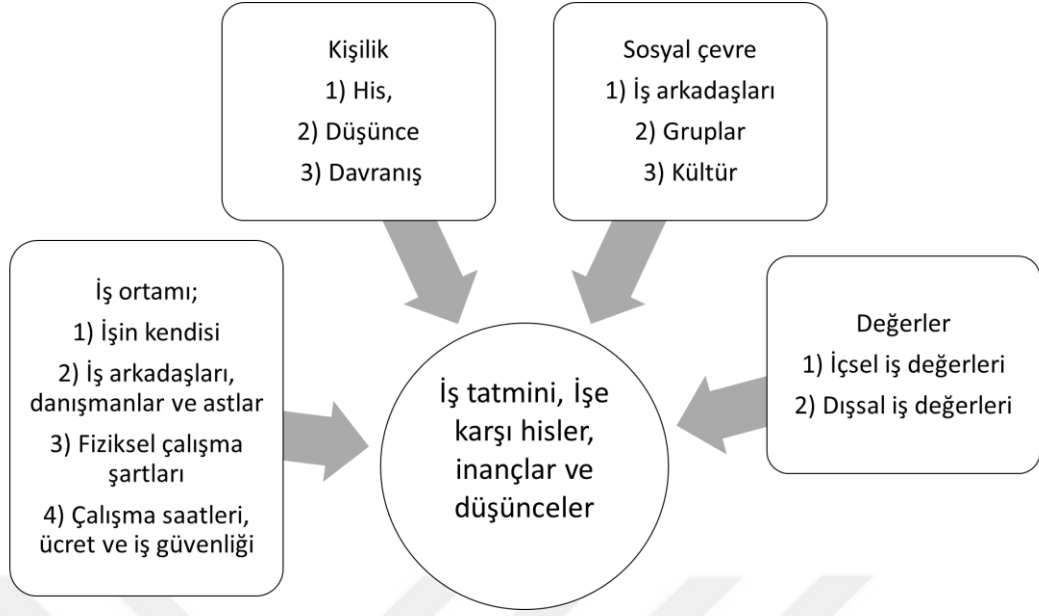 Kişilik
1) His,
2) Düşünce
3) Davranış
Sosyal çevre
1) İş arkadaşları
2) Gruplar
3) Kültür
İş ortamı;
1) İşin kendisi
2) İş arkadaşları,
danışmanlar ve astlar
3) Fiziksel çalışma
şartları
4) Çalışma saatleri,
ücret ve iş güvenliği
Değerler
1) İçsel iş değerleri
2) Dışsal iş değerleri
İş tatmini, İşe
karşı hisler,
inançlar ve
düşünceler